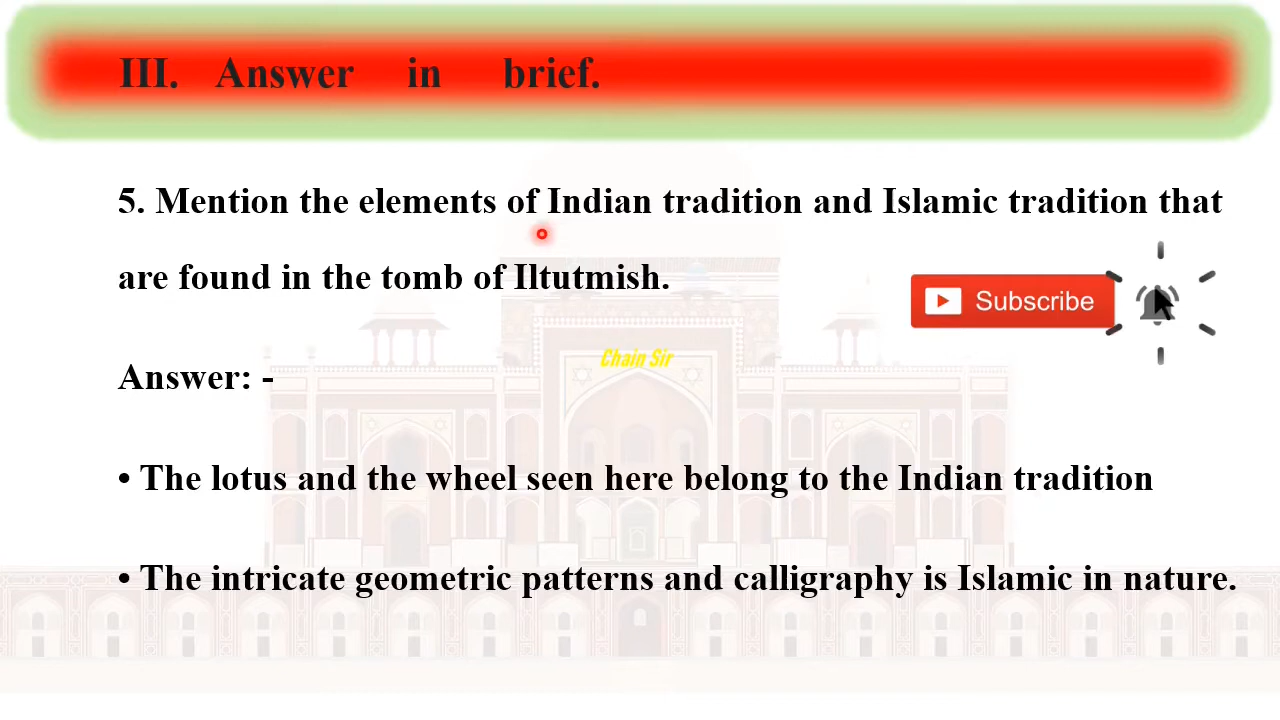 III. Answer in brief.
5. Mention the elements of Indian tradition and Islamic tradition that
are found in the tomb of Iltutmish.
Subscribe
Chain Sir
Answer: -
• The lotus and the wheel seen here belong to the Indian tradition
• The intricate geometric patterns and calligraphy is Islamic in nature.